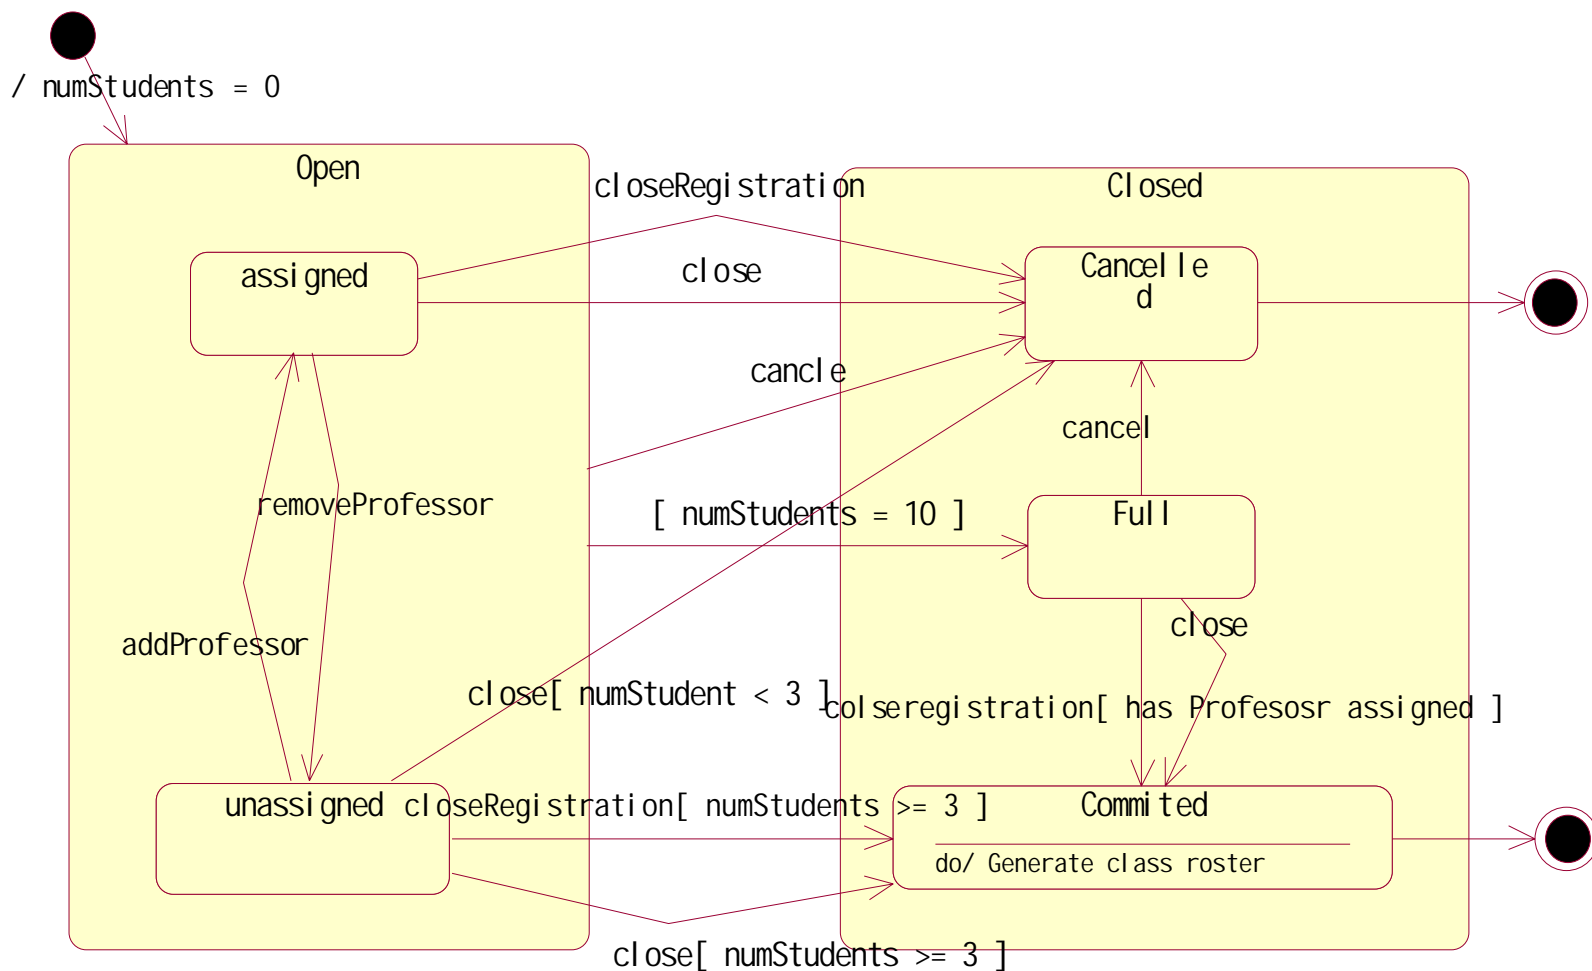 / numStudents = 0
Open
closeRegistration
Closed
assigned
close
Cancelle
d
cancle
cancel
removeProfessor
[ numStudents = 10 ]
Full
addProfessor
close
close[ numStudent < 3 ]
colseregistration[ has Profesosr assigned ]
unassigned
closeRegistration[ numStudents >= 3 ]
Commited
do/ Generate class roster
close[ numStudents >= 3 ]